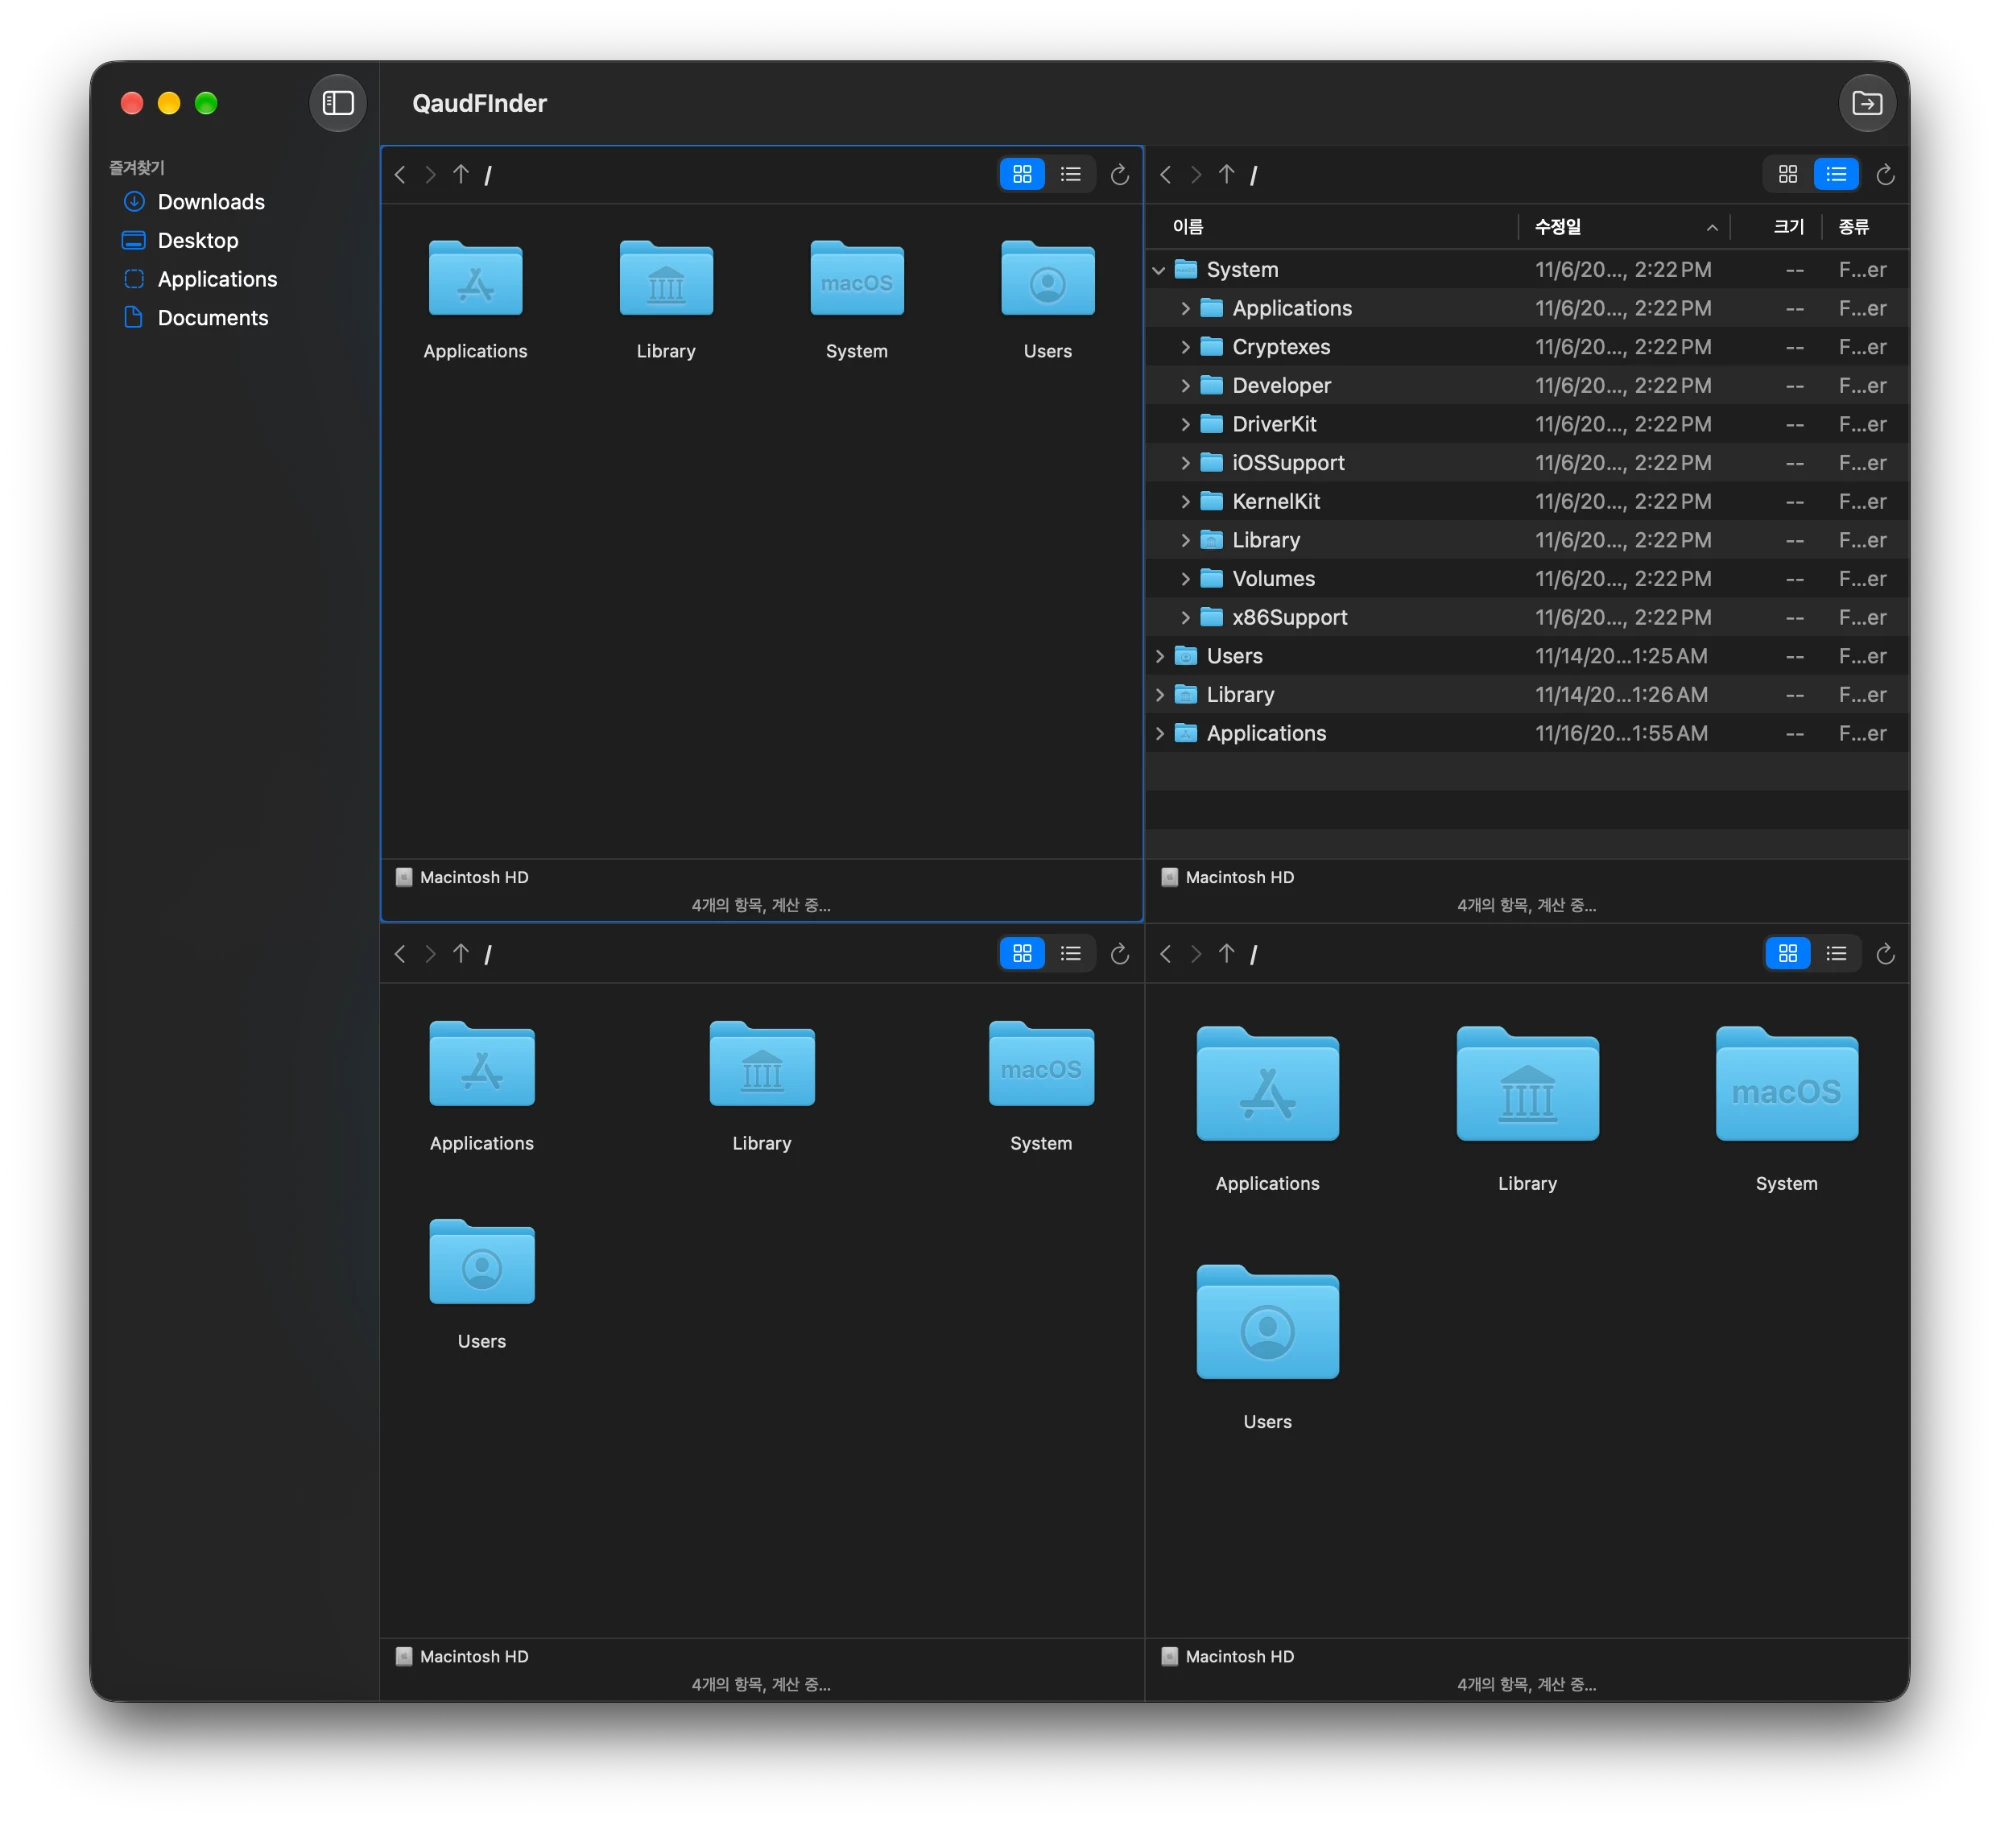 QaudFInder
즐겨찾기
Downloads
Desktop
Applications
Documents
/
Applications Library macOS System Users
Macintosh HD
4개의 항목, 계산 중...
/
이름 수정일 크기 종류
System 11/6/20..., 2:22 PM -- F...er
Applications 11/6/20..., 2:22 PM -- F...er
Cryptexes 11/6/20..., 2:22 PM -- F...er
Developer 11/6/20..., 2:22 PM -- F...er
DriverKit 11/6/20..., 2:22 PM -- F...er
iOSSupport 11/6/20..., 2:22 PM -- F...er
KernelKit 11/6/20..., 2:22 PM -- F...er
Library 11/6/20..., 2:22 PM -- F...er
Volumes 11/6/20..., 2:22 PM -- F...er
x86Support 11/6/20..., 2:22 PM -- F...er
Users 11/14/20...1:25 AM -- F...er
Library 11/14/20...1:26 AM -- F...er
Applications 11/16/20...1:55 AM -- F...er
Macintosh HD
4개의 항목, 계산 중...
/
macOS
Applications Library System
Users
Macintosh HD
4개의 항목, 계산 중...
/
macOS
Applications Library System
Users
Macintosh HD
4개의 항목, 계산 중...